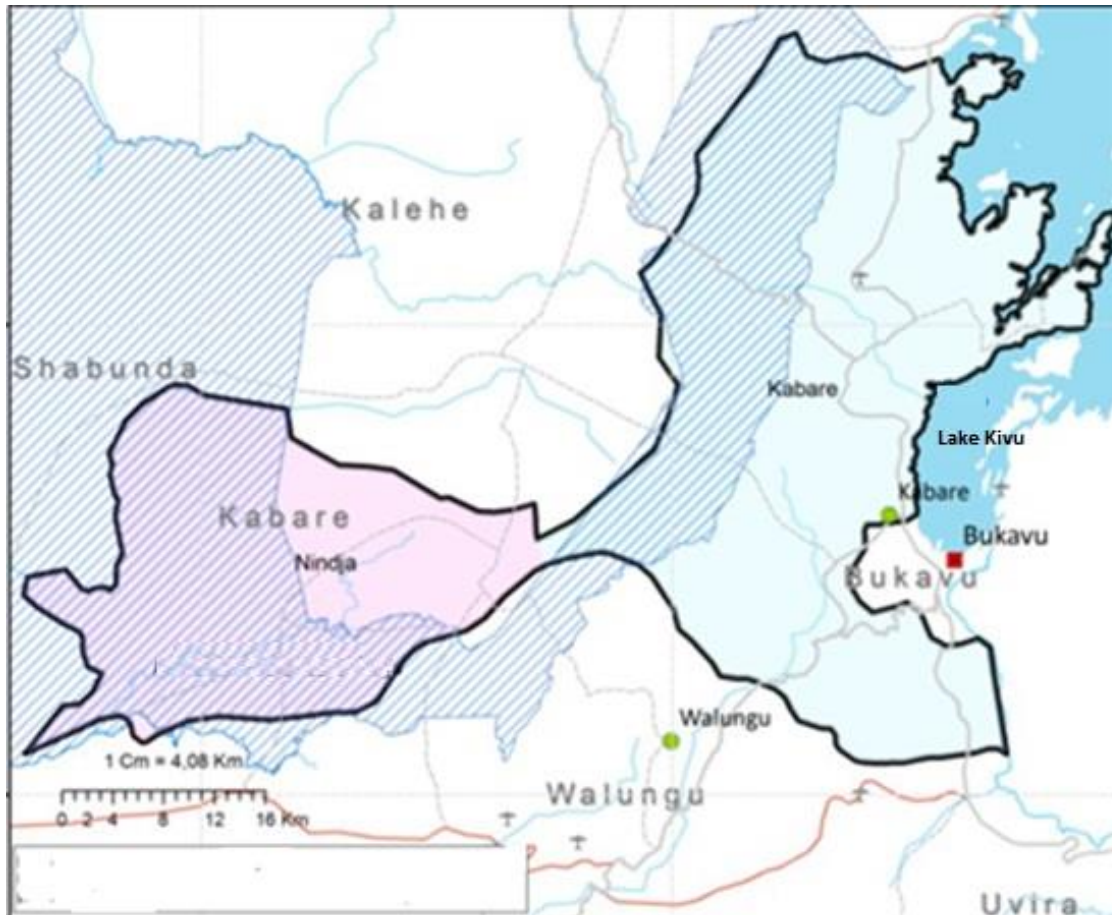 Kalehe
Shabunda
Kabare
Lake Kivu
Kabare
Kabare
Nindja
Bukavu
Bukavu
Walungu
1 Cm = 4,08 Km
Walungu
0 2 4 8 12 16 Km
Uvira